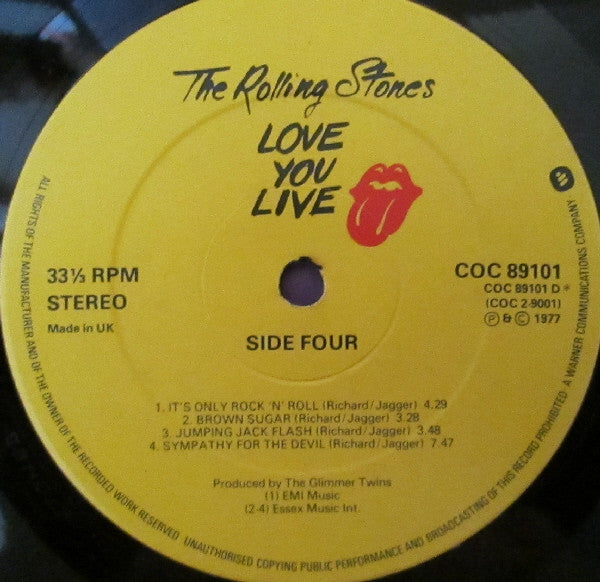 The Rolling Stones
LOVE
YOU
LIVE
33⅓ RPM
STEREO
Made in UK
COC 89101
COC 89101 D*
(COC 2-9001)
Ⓟ & © 1977
SIDE FOUR
1. IT'S ONLY ROCK 'N' ROLL (Richard/Jagger) 4.29
2. BROWN SUGAR (Richard/Jagger) 3.28
3. JUMPING JACK FLASH (Richard/Jagger) 3.48
4. SYMPATHY FOR THE DEVIL (Richard/Jagger) 7.47
Produced by The Glimmer Twins
(1) EMI Music
(2-4) Essex Music Int.
ALL RIGHTS OF THE MANUFACTURER AND OF THE OWNER OF THE RECORDED WORK RESERVED UNAUTHORISED COPYING PUBLIC PERFORMANCE AND BROADCASTING OF THIS RECORD PROHIBITED A WARNER COMMUNICATIONS COMPANY